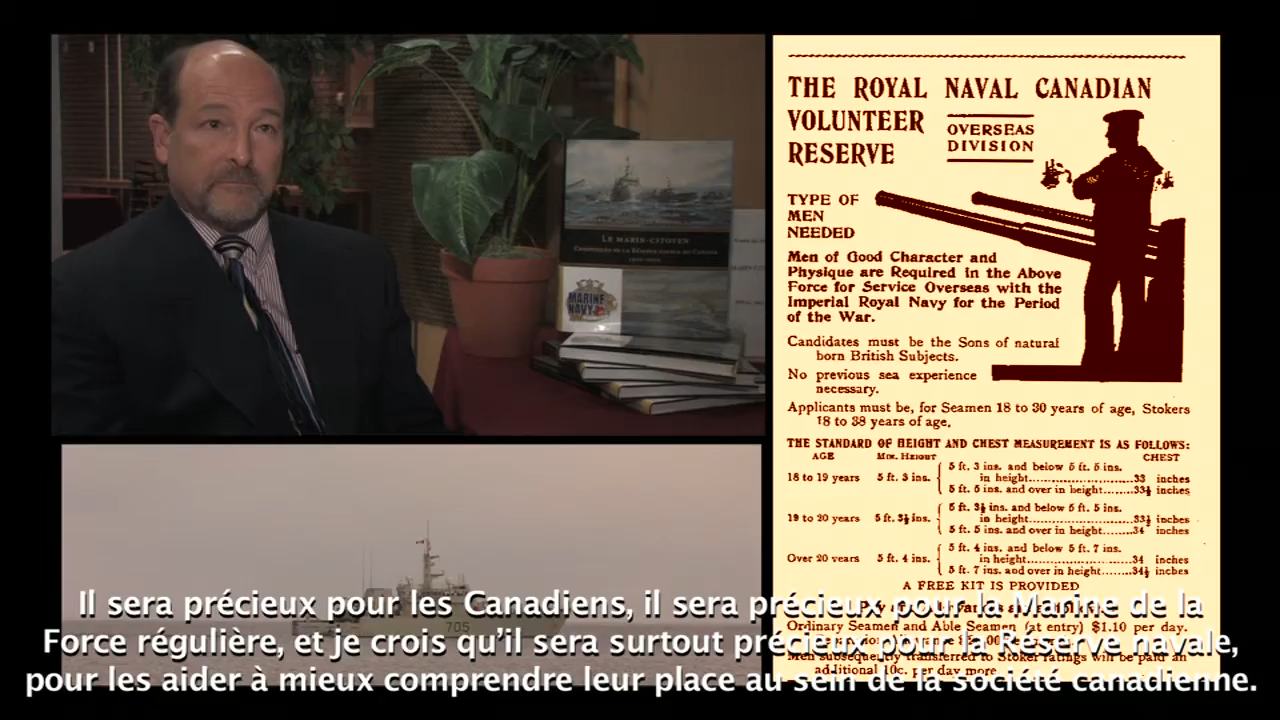 LE MARIN-CITOYEN
MARINE
NAVY
THE ROYAL NAVAL CANADIAN
VOLUNTEER
RESERVE
OVERSEAS
DIVISION
TYPE OF
MEN
NEEDED
Men of Good Character and
Physique are Required in the Above
Force for Service Overseas with the
Imperial Royal Navy for the Period
of the War.
Candidates must be the Sons of natural
born British Subjects.
No previous sea experience
necessary.
Applicants must be, for Seamen 18 to 30 years of age, Stokers
18 to 38 years of age.
THE STANDARD OF HEIGHT AND CHEST MEASUREMENT IS AS FOLLOWS:
AGE MIN. HEIGHT CHEST
18 to 19 years 5 ft. 3 ins. 5 ft. 3 ins. and below 5 ft. 5 ins.
in height 33 inches
5 ft. 5 ins. and over in height 33½ inches
19 to 20 years 5 ft. 3½ ins. 5 ft. 3½ ins. and below 5 ft. 5 ins.
in height 33½ inches
5 ft. 5 ins. and over in height 34 inches
Over 20 years 5 ft. 4 ins. 5 ft. 4 ins. and below 5 ft. 7 ins.
in height 34 inches
5 ft. 7 ins. and over in height 34½ inches
A FREE KIT IS PROVIDED
Ordinary Seamen and Able Seamen (at entry) $1.10 per day.
Men subsequently transferred to Stoker ratings will be paid an
additional 10c. per day more
705
Il sera précieux pour les Canadiens, il sera précieux pour la Marine de la
Force régulière, et je crois qu'il sera surtout précieux pour la Réserve navale,
pour les aider à mieux comprendre leur place au sein de la société canadienne.